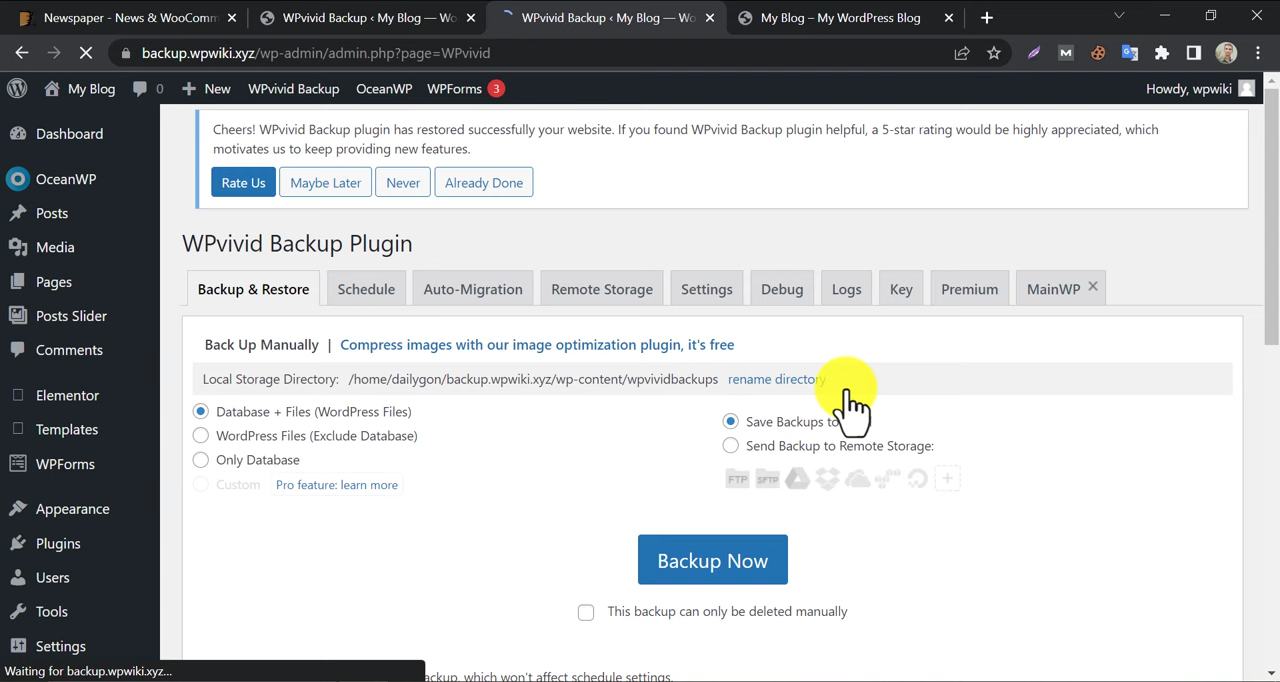 Newspaper - News & WooComm
WPvivid Backup ‹ My Blog — Wo
WPvivid Backup ‹ My Blog — Wo
My Blog – My WordPress Blog
backup.wpwiki.xyz/wp-admin/admin.php?page=WPvivid
My Blog
0
New
WPvivid Backup
OceanWP
WPForms 3
Howdy, wpwiki
Dashboard
OceanWP
Posts
Media
Pages
Posts Slider
Comments
Elementor
Templates
WPForms
Appearance
Plugins
Users
Tools
Settings
Cheers! WPvivid Backup plugin has restored successfully your website. If you found WPvivid Backup plugin helpful, a 5-star rating would be highly appreciated, which
motivates us to keep providing new features.
Rate Us
Maybe Later
Never
Already Done
WPvivid Backup Plugin
Backup & Restore
Schedule
Auto-Migration
Remote Storage
Settings
Debug
Logs
Key
Premium
MainWP
Back Up Manually | Compress images with our image optimization plugin, it's free
Local Storage Directory: /home/dailygon/backup.wpwiki.xyz/wp-content/wpvividbackups rename directory
Database + Files (WordPress Files)
WordPress Files (Exclude Database)
Only Database
Custom Pro feature: learn more
Save Backups to
Send Backup to Remote Storage:
FTP SFTP
Backup Now
This backup can only be deleted manually
ackup, which won't affect schedule settings.
Waiting for backup.wpwiki.xyz...